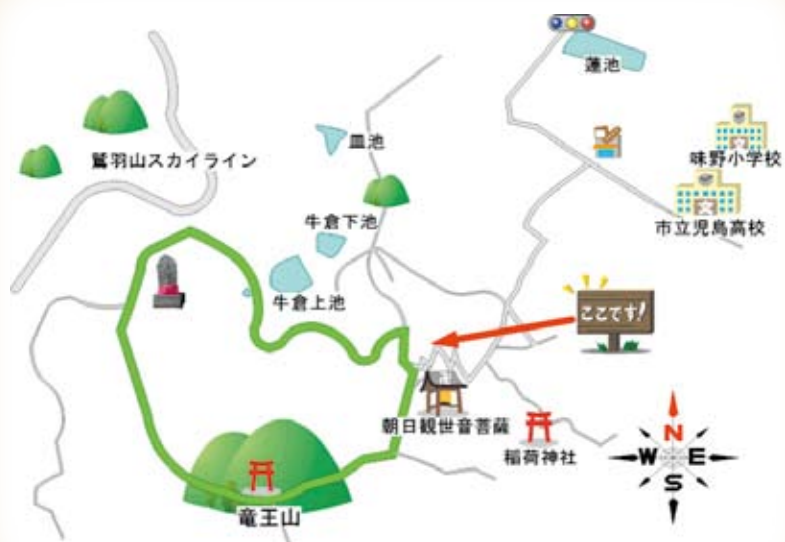 蓮池
皿池
味野小学校
鷲羽山スカイライン
市立児島高校
牛倉下池
牛倉上池
ここです!
朝日観世音菩薩
稲荷神社
竜王山
文
N
W
E
S